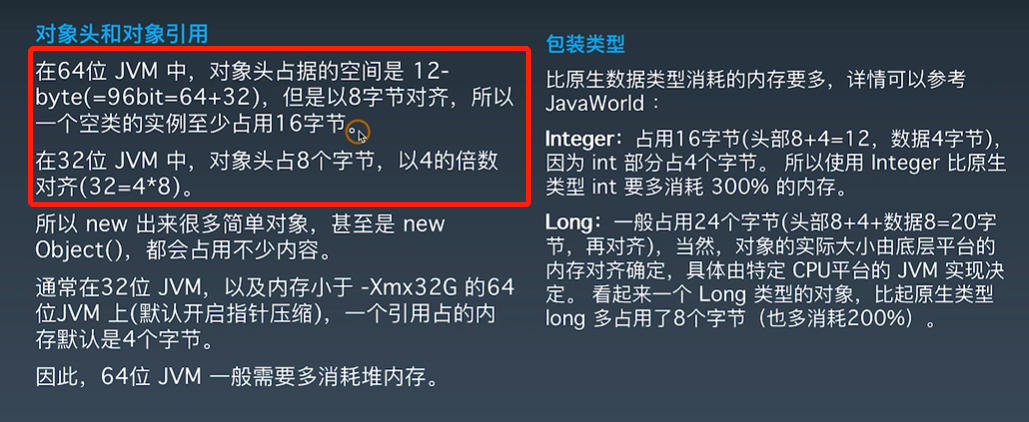 对象头和对象引用
在64位 JVM 中，对象头占据的空间是 12-
byte(=96bit=64+32)，但是以8字节对齐，所以
一个空类的实例至少占用16字节。
在32位 JVM 中，对象头占8个字节，以4的倍数
对齐(32=4*8)。
所以 new 出来很多简单对象，甚至是 new
Object()，都会占用不少内容。
通常在32位 JVM，以及内存小于 -Xmx32G 的64
位JVM 上(默认开启指针压缩)，一个引用占的内
存默认是4个字节。
因此，64位 JVM 一般需要多消耗堆内存。
包装类型
比原生数据类型消耗的内存要多，详情可以参考
JavaWorld ：
Integer：占用16字节(头部8+4=12，数据4字节)，
因为 int 部分占4个字节。 所以使用 Integer 比原生
类型 int 要多消耗 300% 的内存。
Long：一般占用24个字节(头部8+4+数据8=20字
节，再对齐)，当然，对象的实际大小由底层平台的
内存对齐确定，具体由特定 CPU平台的 JVM 实现决
定。 看起来一个 Long 类型的对象，比起原生类型
long 多占用了8个字节（也多消耗200%）。